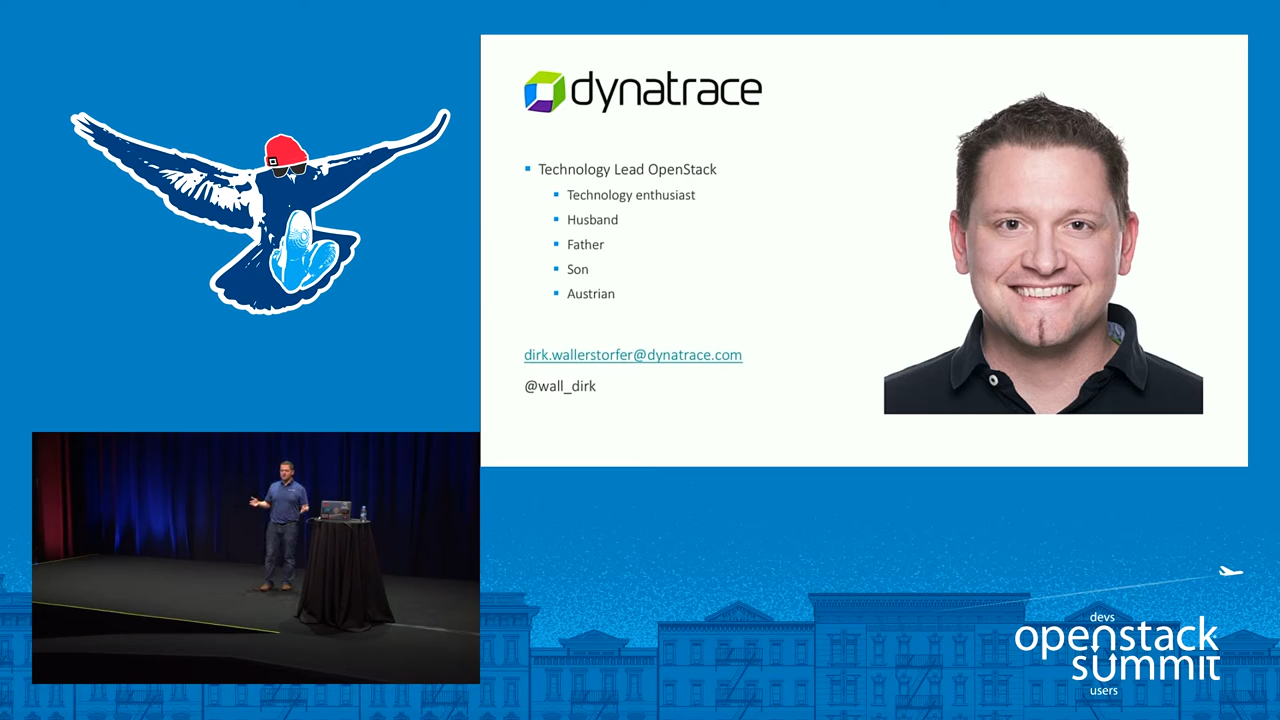 dynatrace
Technology Lead OpenStack
Technology enthusiast
Husband
Father
Son
Austrian
dirk.wallerstorfer@dynatrace.com
@wall_dirk
devs
openstack
summit
users